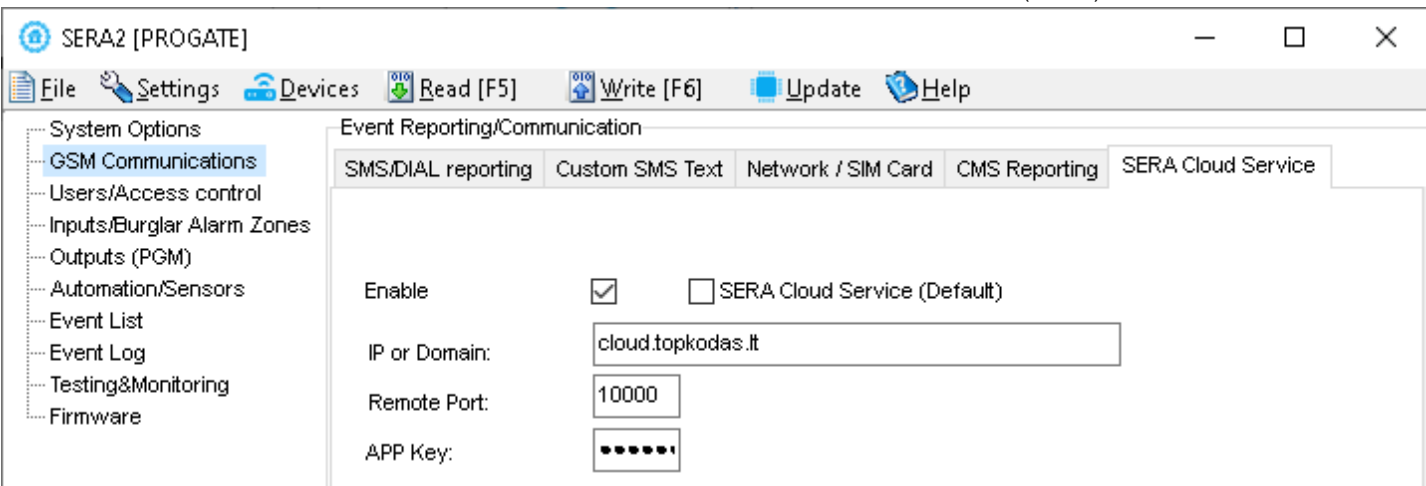 SERA2 [PROGATE]
File Settings Devices Read [F5] Write [F6] Update Help
System Options
GSM Communications
Users/Access control
Inputs/Burglar Alarm Zones
Outputs (PGM)
Automation/Sensors
Event List
Event Log
Testing&Monitoring
Firmware
Event Reporting/Communication
SMS/DIAL reporting Custom SMS Text Network / SIM Card CMS Reporting SERA Cloud Service
Enable SERA Cloud Service (Default)
IP or Domain: cloud.topkodas.lt
Remote Port: 10000
APP Key: